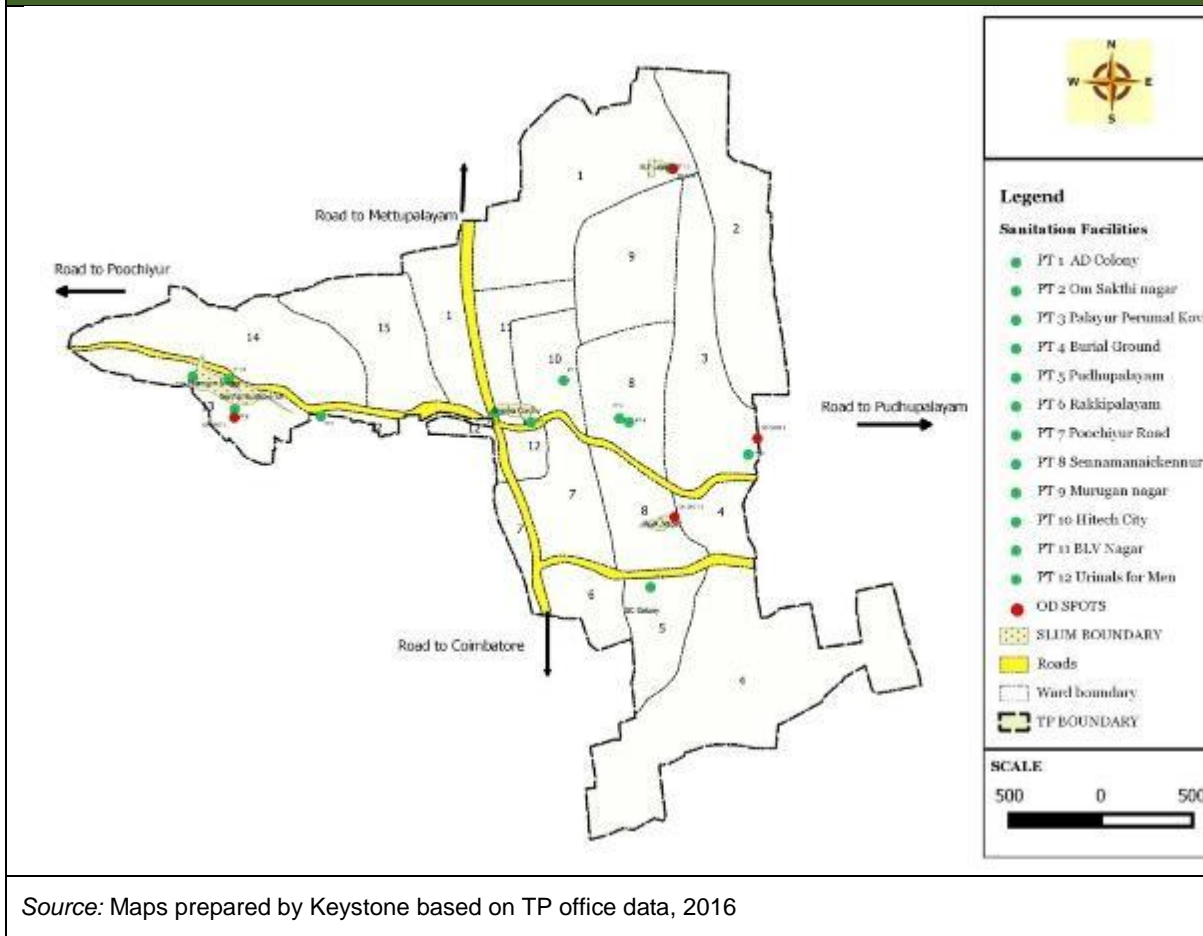 N
W E
S
Road to Mettupalayam
Road to Poochiyur
Road to Pudhupalayam
Road to Coimbatore
1
2
9
14
15
1
11
10
3
8
13
12
12
7
8
4
7
6
5
6
SC Colony
Legend
Sanitation Facilities
PT 1 AD Colony
PT 2 Om Sakthi nagar
PT 3 Palayur Perumal Kov
PT 4 Burial Ground
PT 5 Pudhupalayam
PT 6 Rakkipalayam
PT 7 Poochiyur Road
PT 8 Sennamanaickennur
PT 9 Murugan nagar
PT 10 Hitech City
PT 11 BLV Nagar
PT 12 Urinals for Men
OD SPOTS
SLUM BOUNDARY
Roads
Ward boundary
TP BOUNDARY
SCALE
500 0 500
Source: Maps prepared by Keystone based on TP office data, 2016